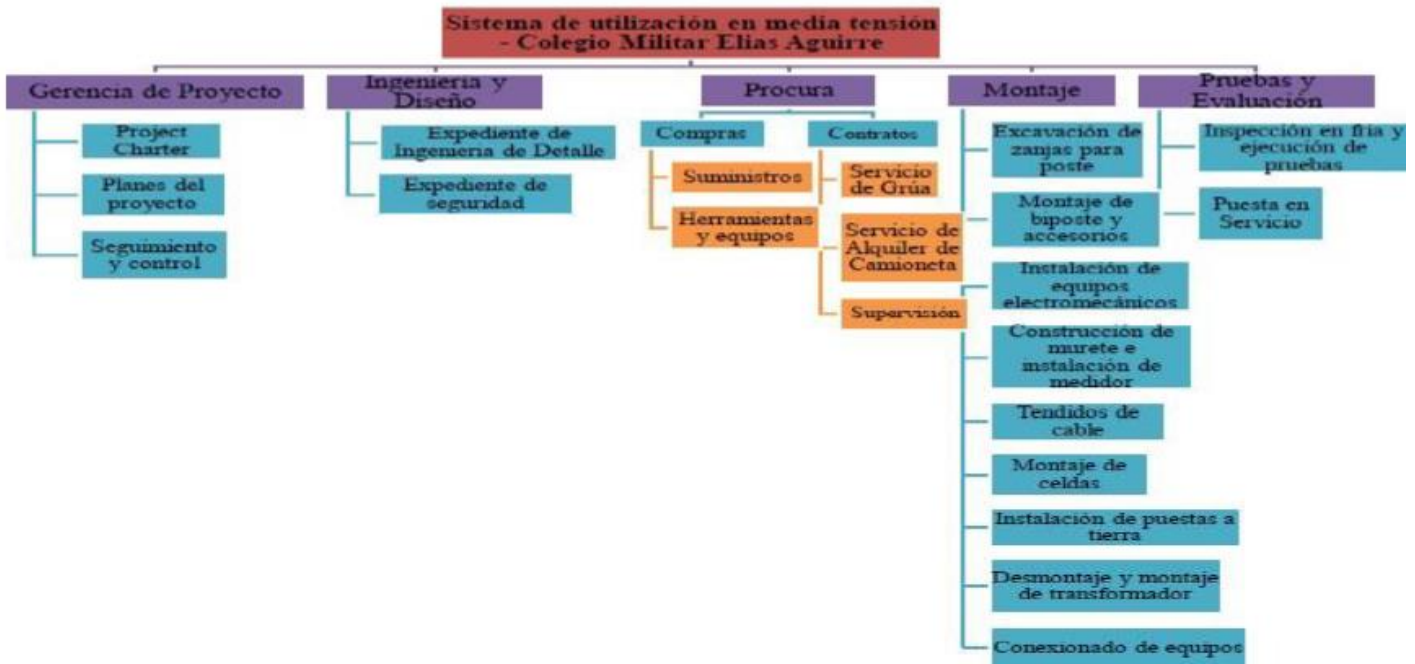 Sistema de utilización en media tensión
- Colegio Militar Elias Aguirre
Gerencia de Proyecto
Project
Charter
Planes del
proyecto
Seguimiento
y control
Ingenieria y
Diseño
Expediente de
Ingenieria de Detalle
Expediente de
seguridad
Procura
Compras
Suministros
Herramientas
y equipos
Contratos
Servicio
de Grúa
Servicio de
Alquiler de
Camioneta
Supervisión
Montaje
Excavación de
zanjas para
poste
Montaje de
biposte y
accesorios
Instalación de
equipos
electromecánicos
Construcción de
murete e
instalación de
medidor
Tendidos de
cable
Montaje de
celdas
Instalación de puestas a
tierra
Desmontaje y montaje
de transformador
Conexionado de equipos
Pruebas y
Evaluación
Inspección en fria y
ejecución de
pruebas
Puesta en
Servicio